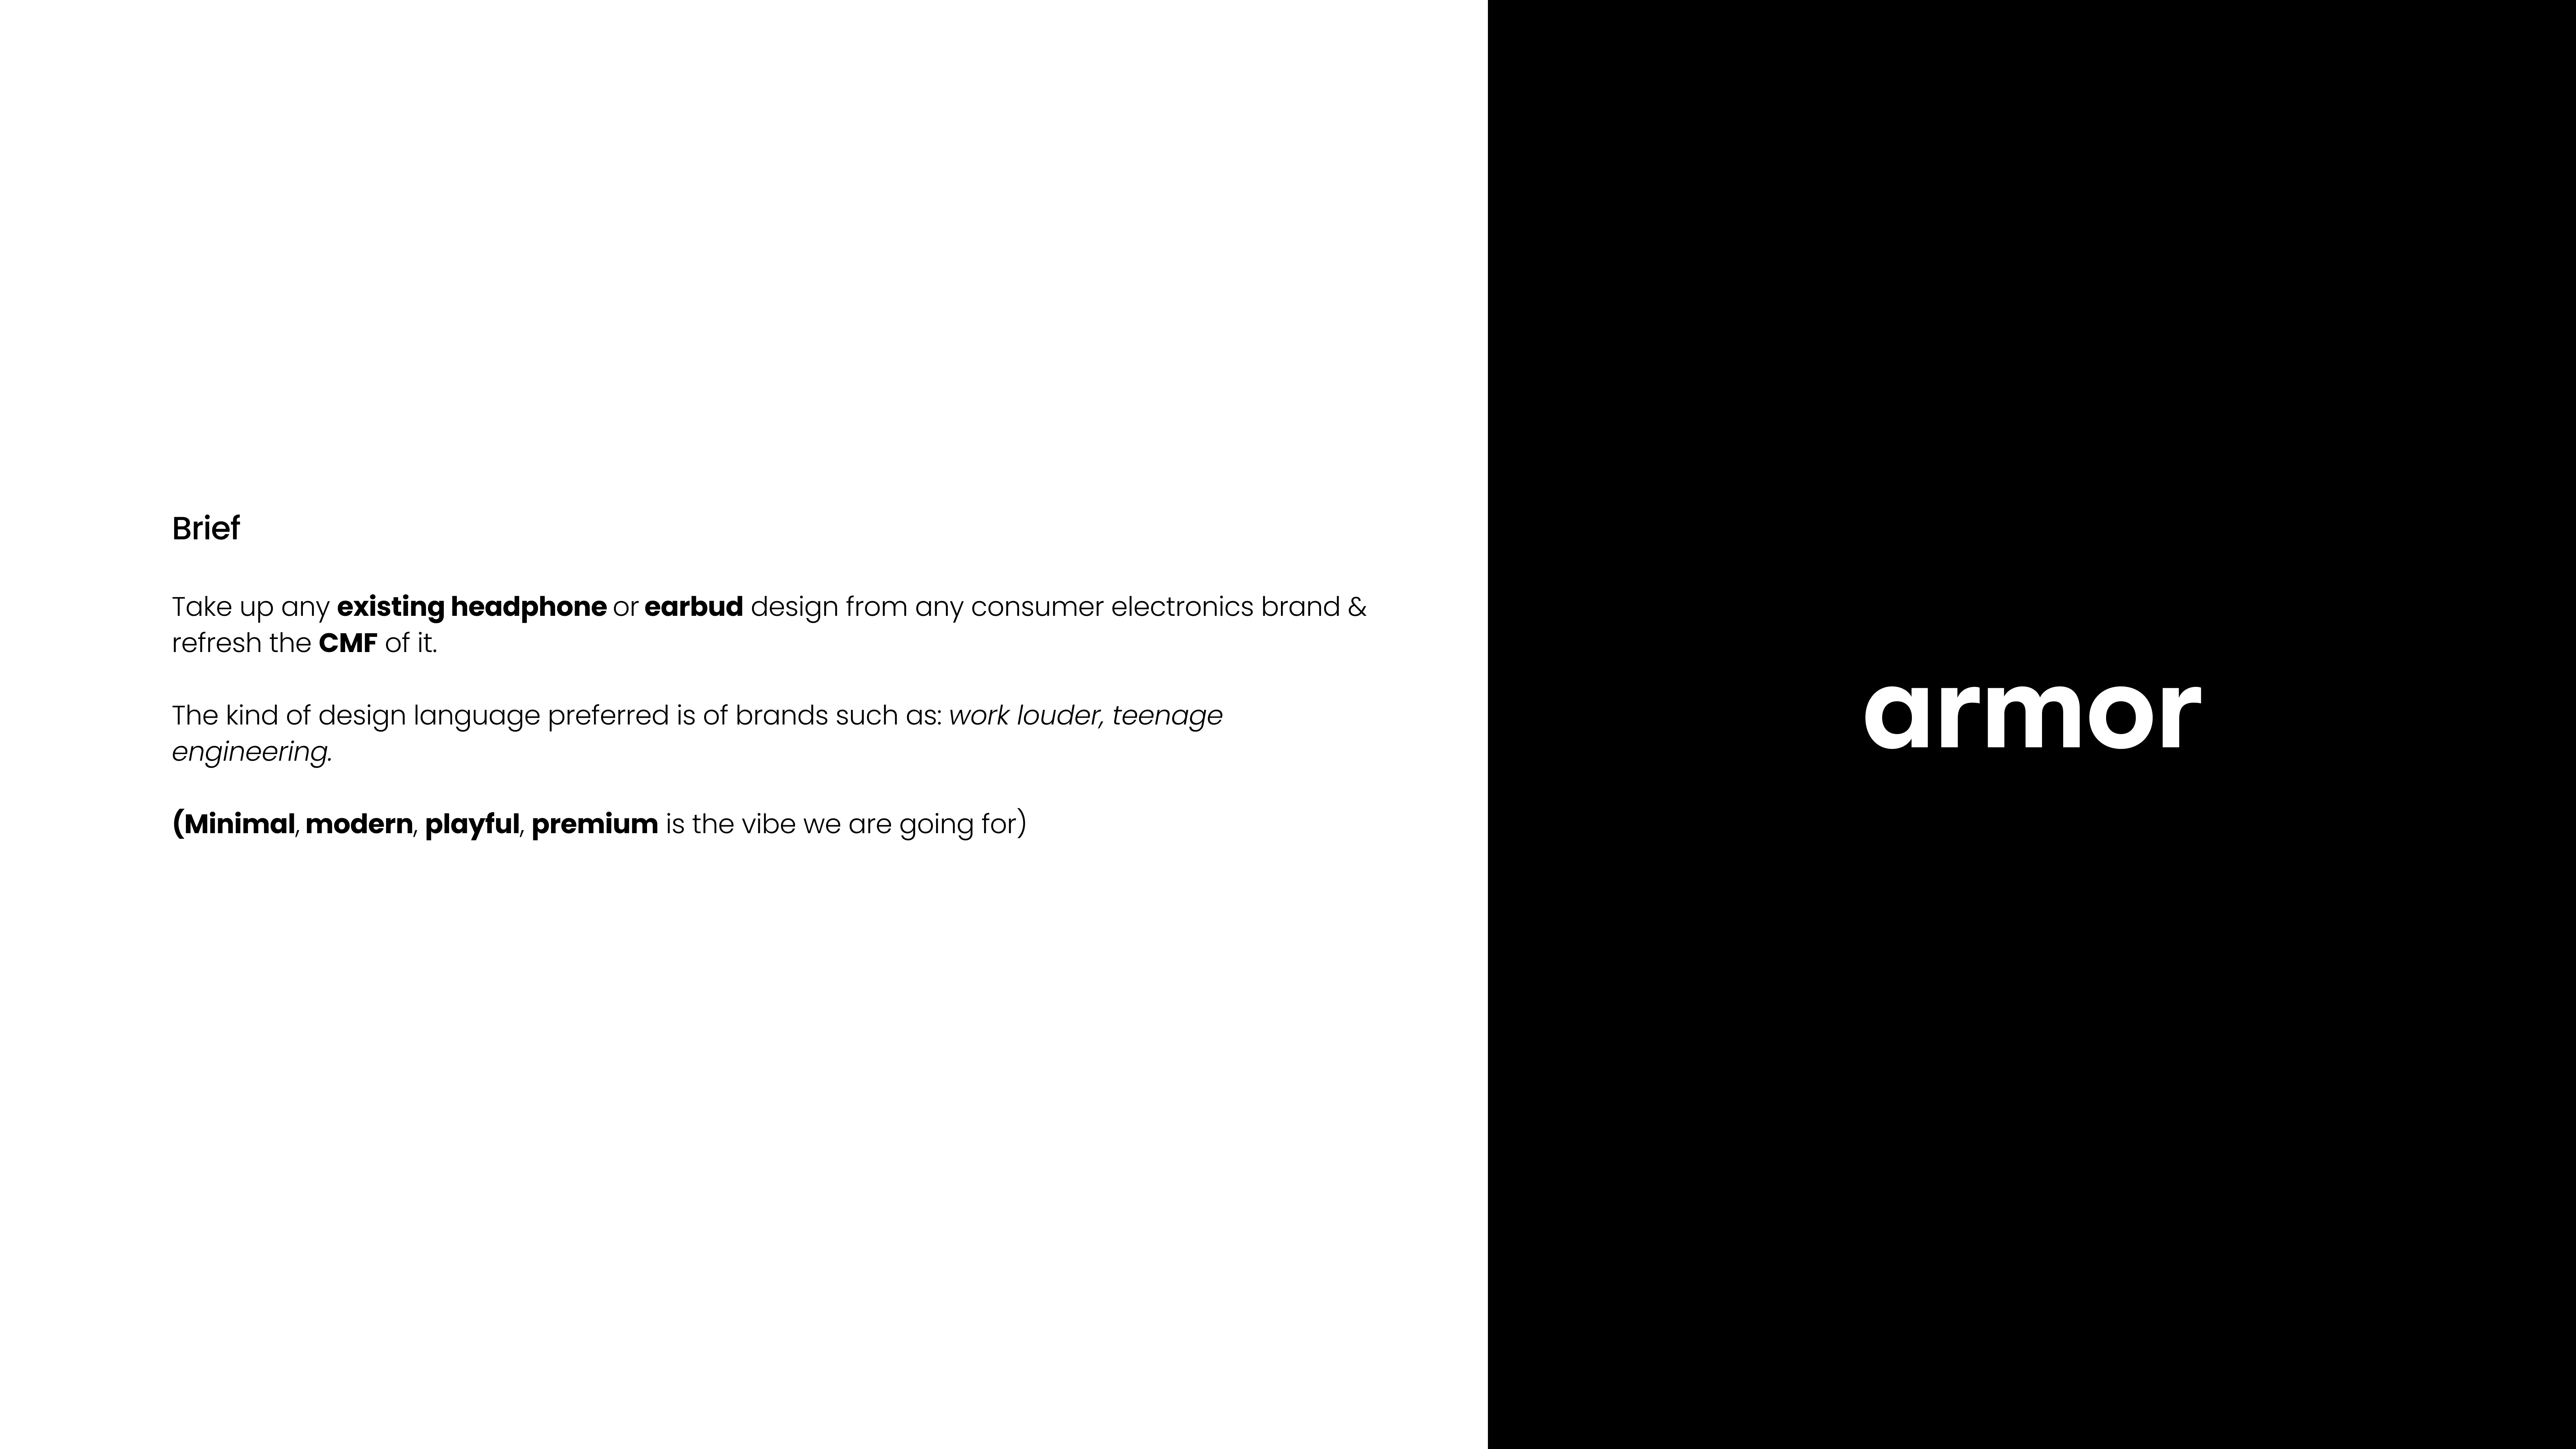 Brief
Take up any existing headphone or earbud design from any consumer electronics brand &
refresh the CMF of it.
The kind of design language preferred is of brands such as: work louder, teenage
engineering.
(Minimal, modern, playful, premium is the vibe we are going for)
armor